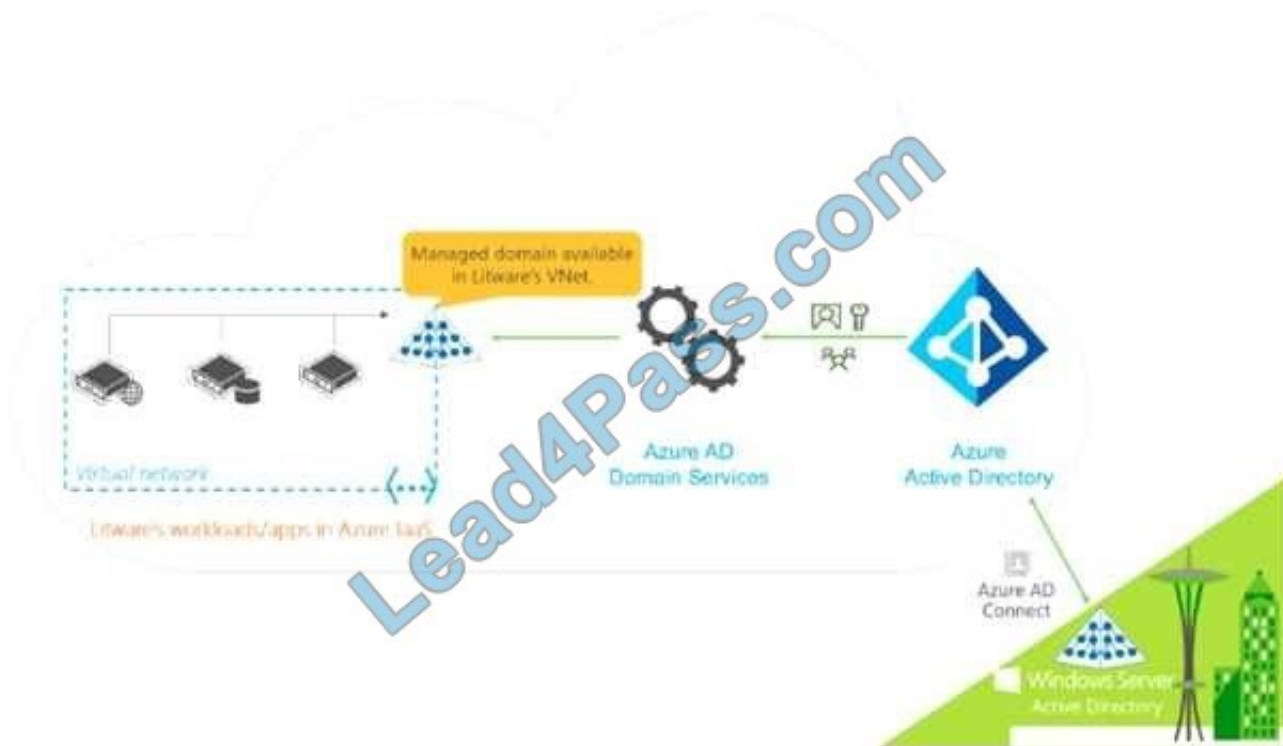 Managed domain available
in Litware's VNet.
Virtual network
Litware's workloads/apps in Azure IaaS
Azure AD
Domain Services
Azure
Active Directory
Azure AD
Connect
Windows Server
Active Directory
Lead4Pass.com